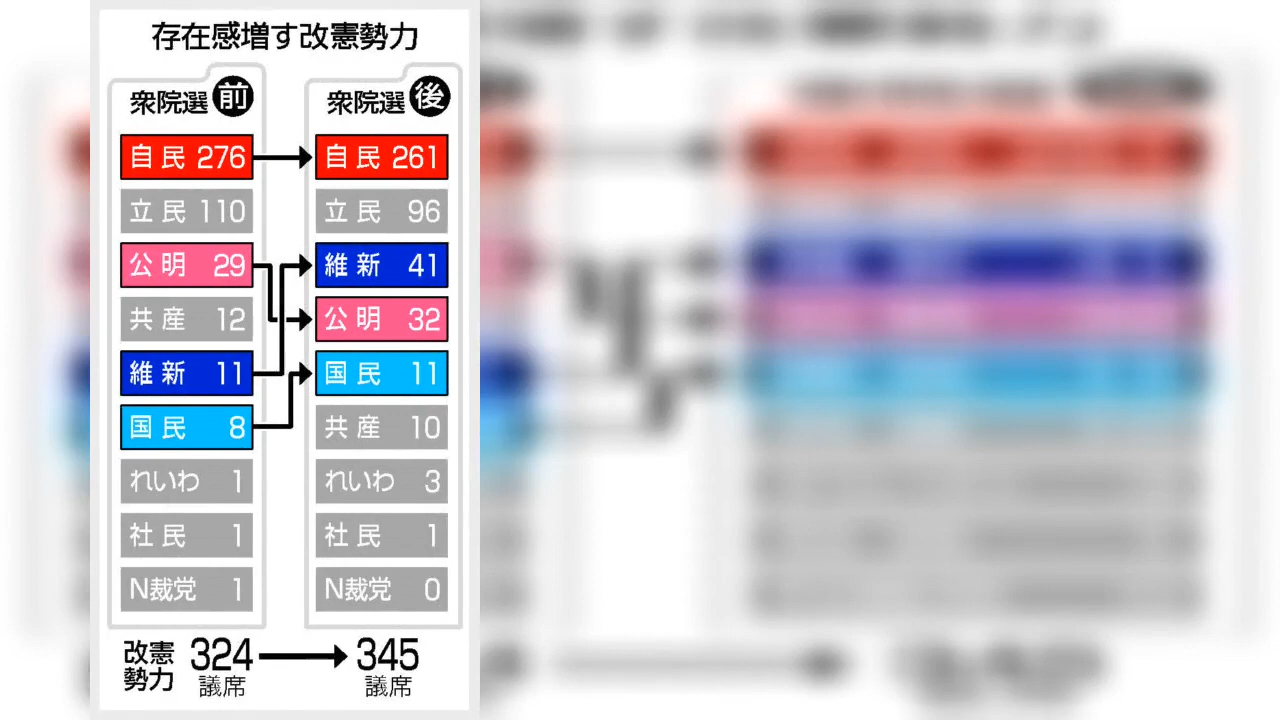 存在感増す改憲勢力
衆院選 前
自民 276
立民 110
公明 29
共産 12
維新 11
国民 8
れいわ 1
社民 1
N裁党 1
衆院選 後
自民 261
立民 96
維新 41
公明 32
国民 11
共産 10
れいわ 3
社民 1
N裁党 0
改憲勢力 324議席 345議席